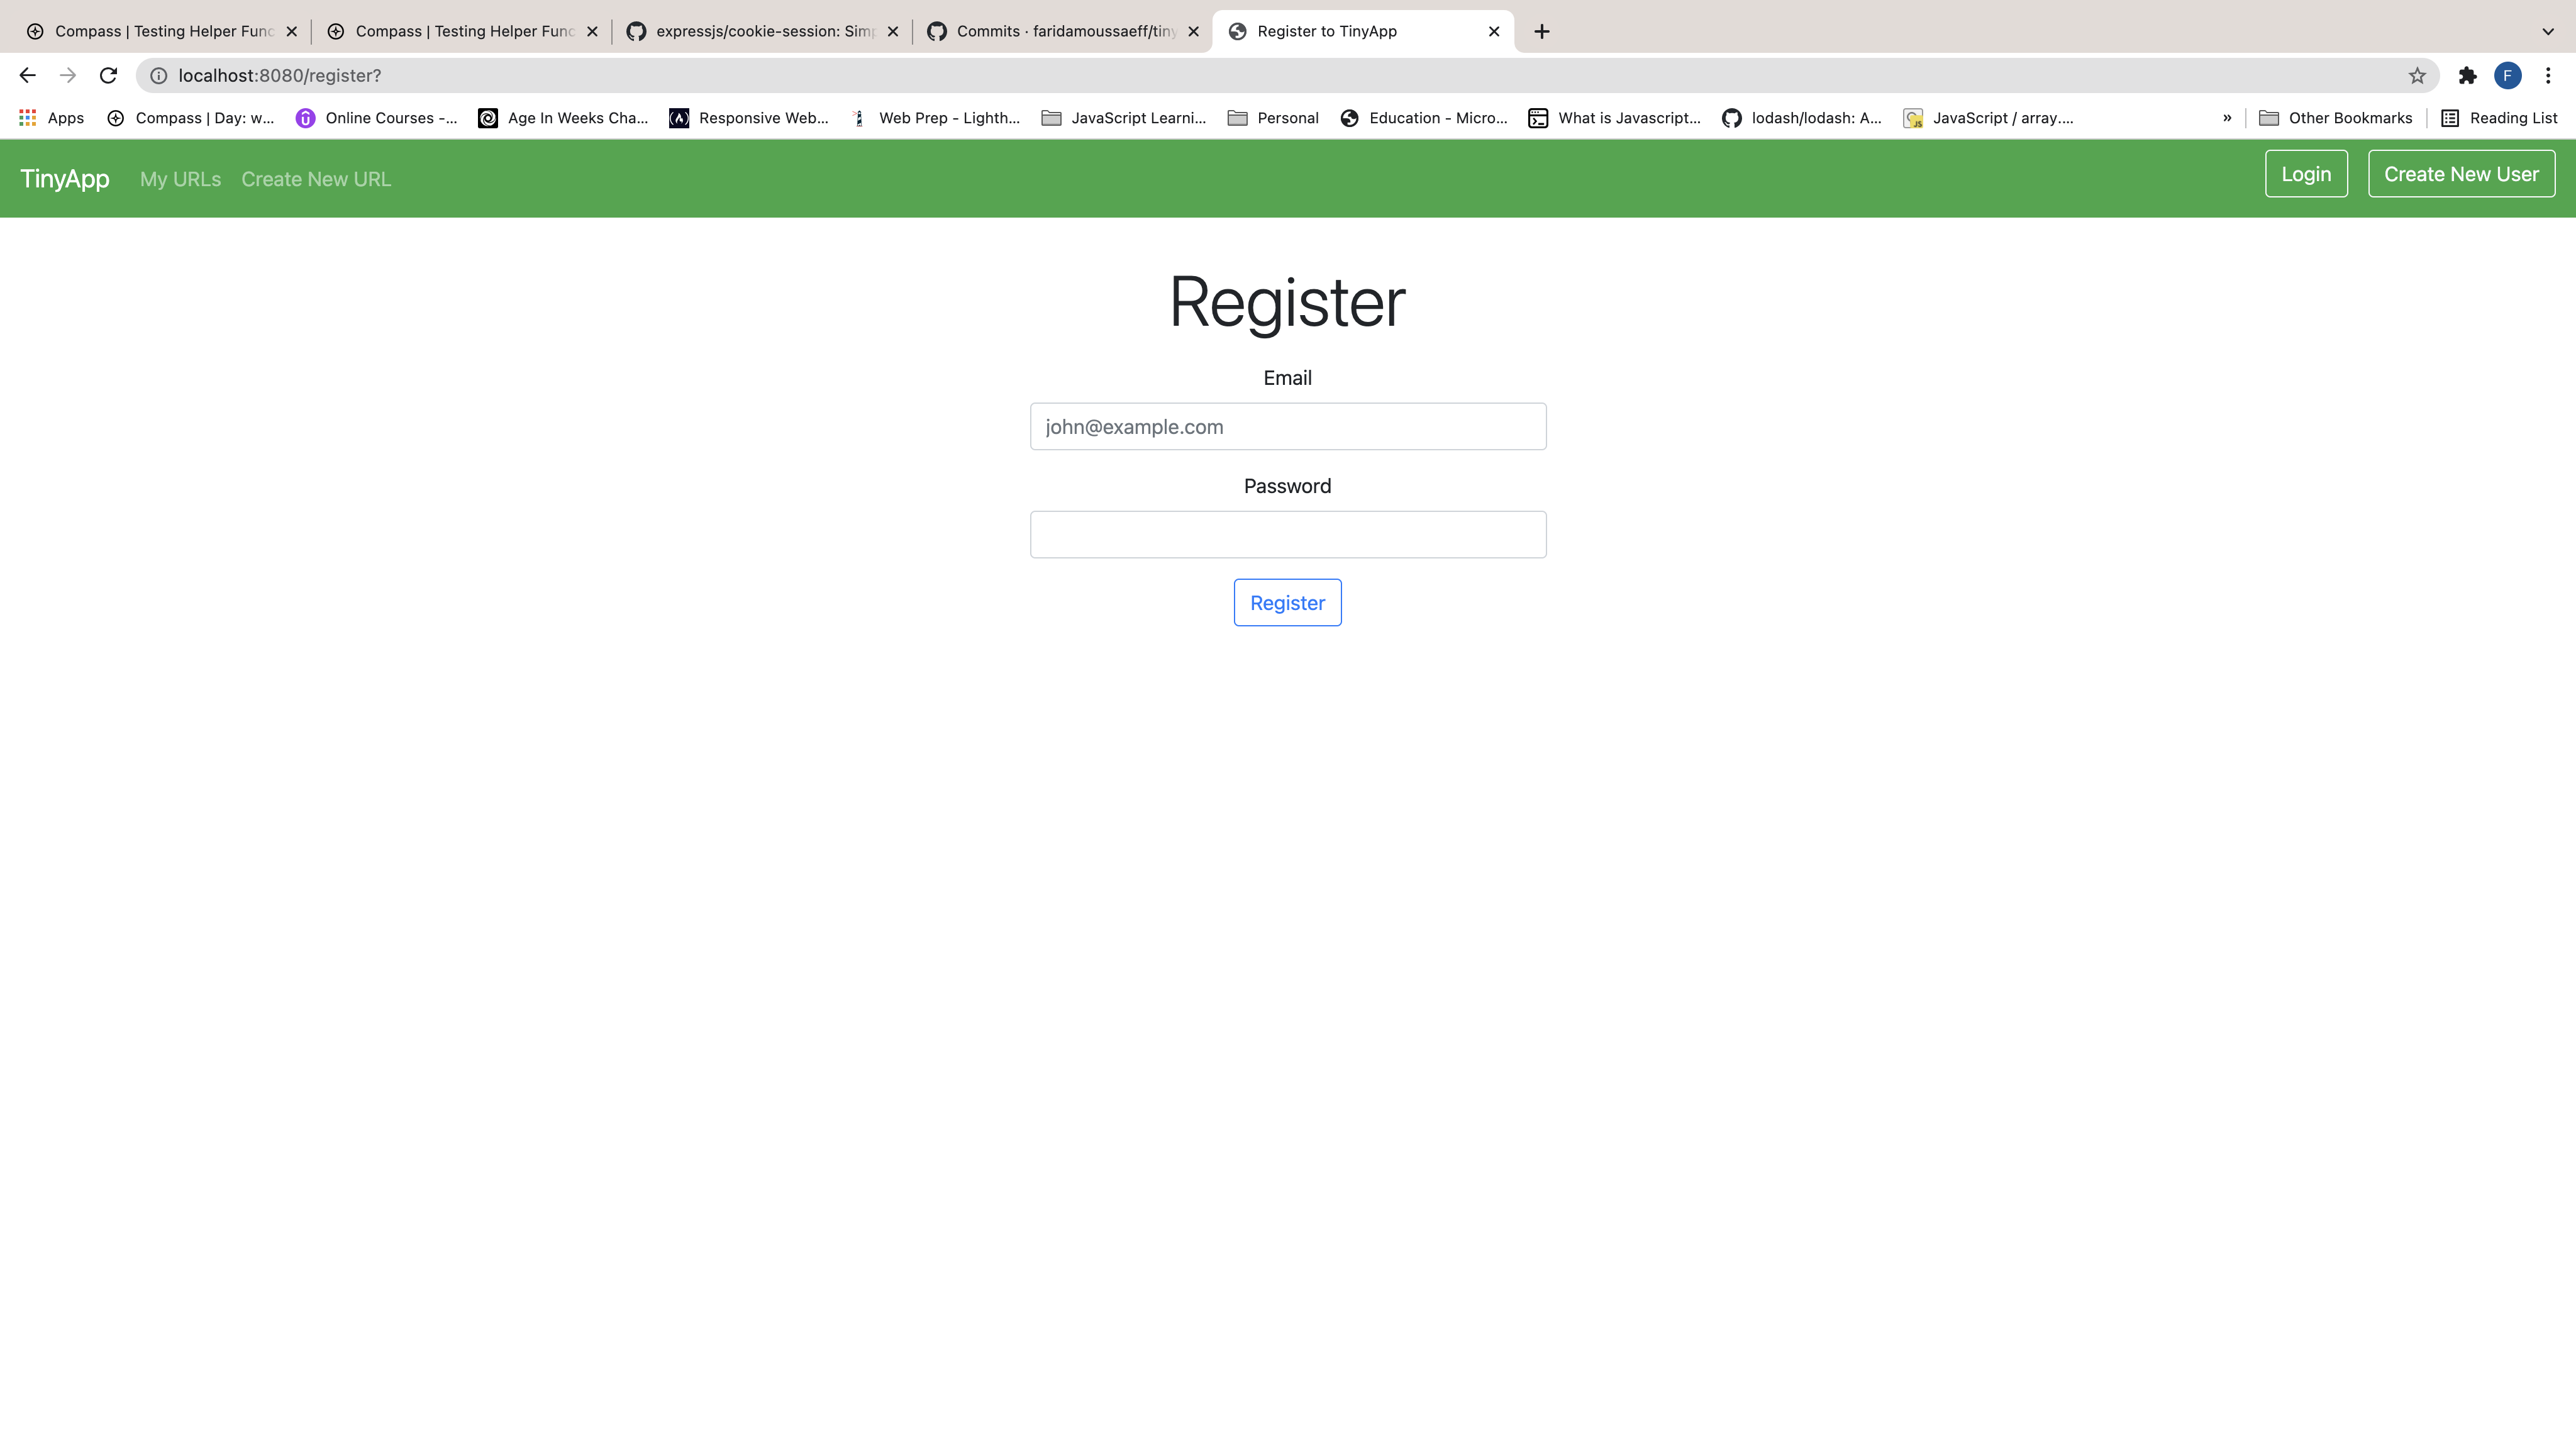 Compass | Testing Helper Func
Compass | Testing Helper Func
expressjs/cookie-session: Simp
Commits · faridamoussaeff/tiny
Register to TinyApp
localhost:8080/register?
F
Apps
Compass | Day: w...
Online Courses -...
Age In Weeks Cha...
Responsive Web...
Web Prep - Lighth...
JavaScript Learni...
Personal
Education - Micro...
What is Javascript...
lodash/lodash: A...
JavaScript / array....
»
Other Bookmarks
Reading List
TinyApp
My URLs
Create New URL
Login
Create New User
Register
Email
john@example.com
Password
Register